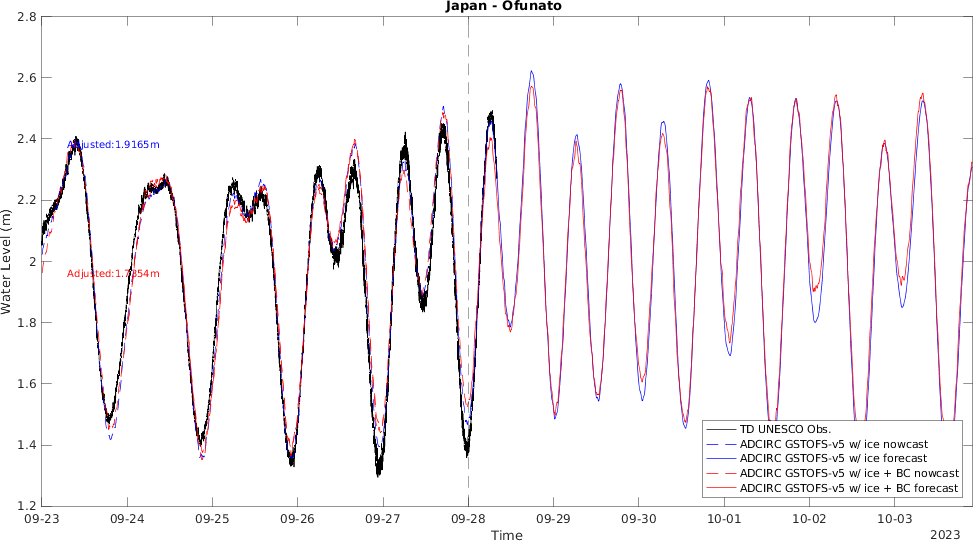 Japan - Ofunato
2.8
2.6
2.4
2.2
2
1.8
1.6
1.4
1.2
Water Level (m)
Adjusted:1.9165m
Adjusted:1.7354m
TD UNESCO Obs.
ADCIRC GSTOFS-v5 w/ ice nowcast
ADCIRC GSTOFS-v5 w/ ice forecast
ADCIRC GSTOFS-v5 w/ ice + BC nowcast
ADCIRC GSTOFS-v5 w/ ice + BC forecast
09-23 09-24 09-25 09-26 09-27 09-28 09-29 09-30 10-01 10-02 10-03
Time
2023